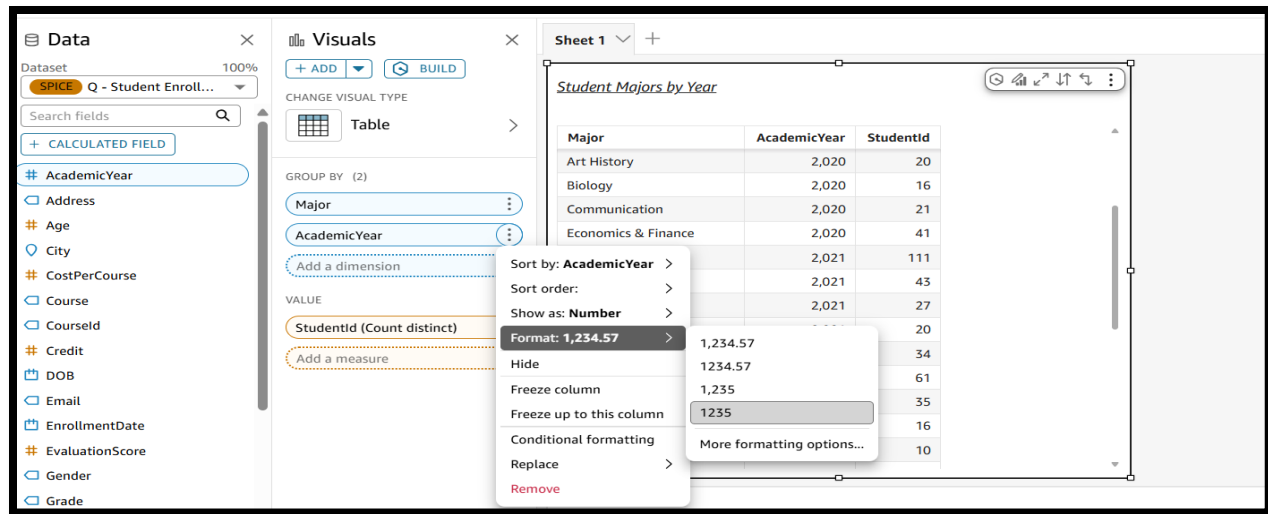 Data
Dataset 100%
SPICE Q - Student Enroll...
Search fields
+ CALCULATED FIELD
# AcademicYear
Address
# Age
City
# CostPerCourse
Course
CourseId
# Credit
DOB
Email
EnrollmentDate
# EvaluationScore
Gender
Grade
Visuals
+ ADD
BUILD
CHANGE VISUAL TYPE
Table
GROUP BY (2)
Major
AcademicYear
Add a dimension
VALUE
StudentId (Count distinct)
Add a measure
Sort by: AcademicYear
Sort order:
Show as: Number
Format: 1,234.57
Hide
Freeze column
Freeze up to this column
Conditional formatting
Replace
Remove
1,234.57
1234.57
1,235
1235
More formatting options...
Sheet 1
Student Majors by Year
Major AcademicYear StudentId
Art History 2,020 20
Biology 2,020 16
Communication 2,020 21
Economics & Finance 2,020 41
2,021 111
2,021 43
2,021 27
20
34
61
35
16
10